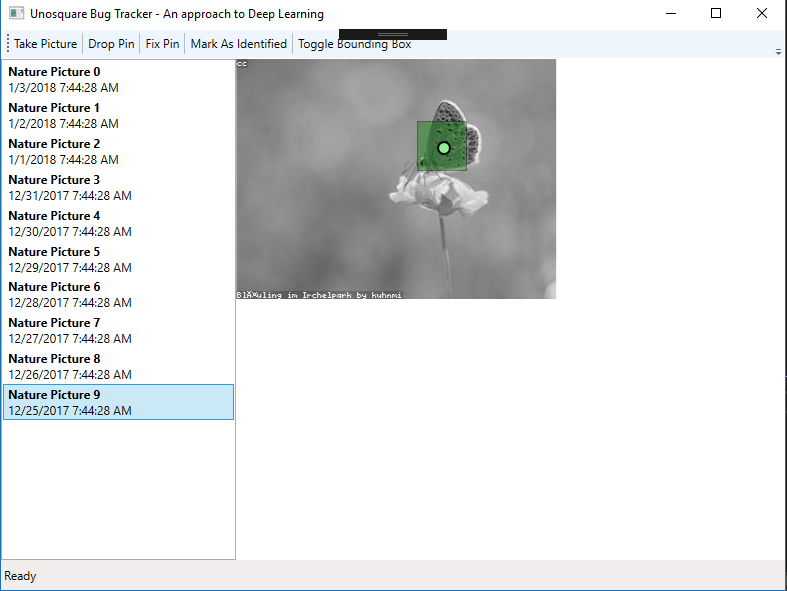 Unosquare Bug Tracker - An approach to Deep Learning
Take Picture Drop Pin Fix Pin Mark As Identified Toggle Bounding Box
Nature Picture 0
1/3/2018 7:44:28 AM
Nature Picture 1
1/2/2018 7:44:28 AM
Nature Picture 2
1/1/2018 7:44:28 AM
Nature Picture 3
12/31/2017 7:44:28 AM
Nature Picture 4
12/30/2017 7:44:28 AM
Nature Picture 5
12/29/2017 7:44:28 AM
Nature Picture 6
12/28/2017 7:44:28 AM
Nature Picture 7
12/27/2017 7:44:28 AM
Nature Picture 8
12/26/2017 7:44:28 AM
Nature Picture 9
12/25/2017 7:44:28 AM
cc
BlÃ¤uling im Irchelpark by kuhnmi
Ready